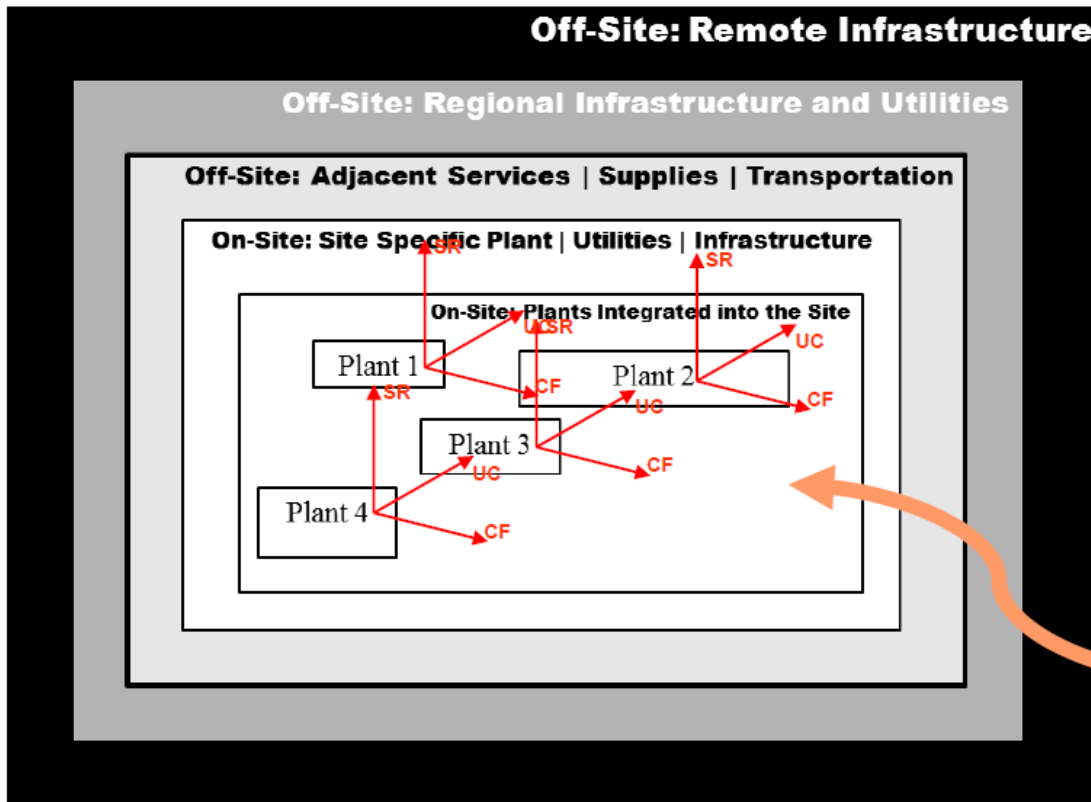 Off-Site: Remote Infrastructure
Off-Site: Regional Infrastructure and Utilities
Off-Site: Adjacent Services | Supplies | Transportation
On-Site: Site Specific Plant | Utilities | Infrastructure
SR
SR
On-Site: Plants Integrated into the Site
UC
SR
UC
Plant 1
Plant 2
SR
CF
UC
CF
Plant 3
UC
CF
Plant 4
CF